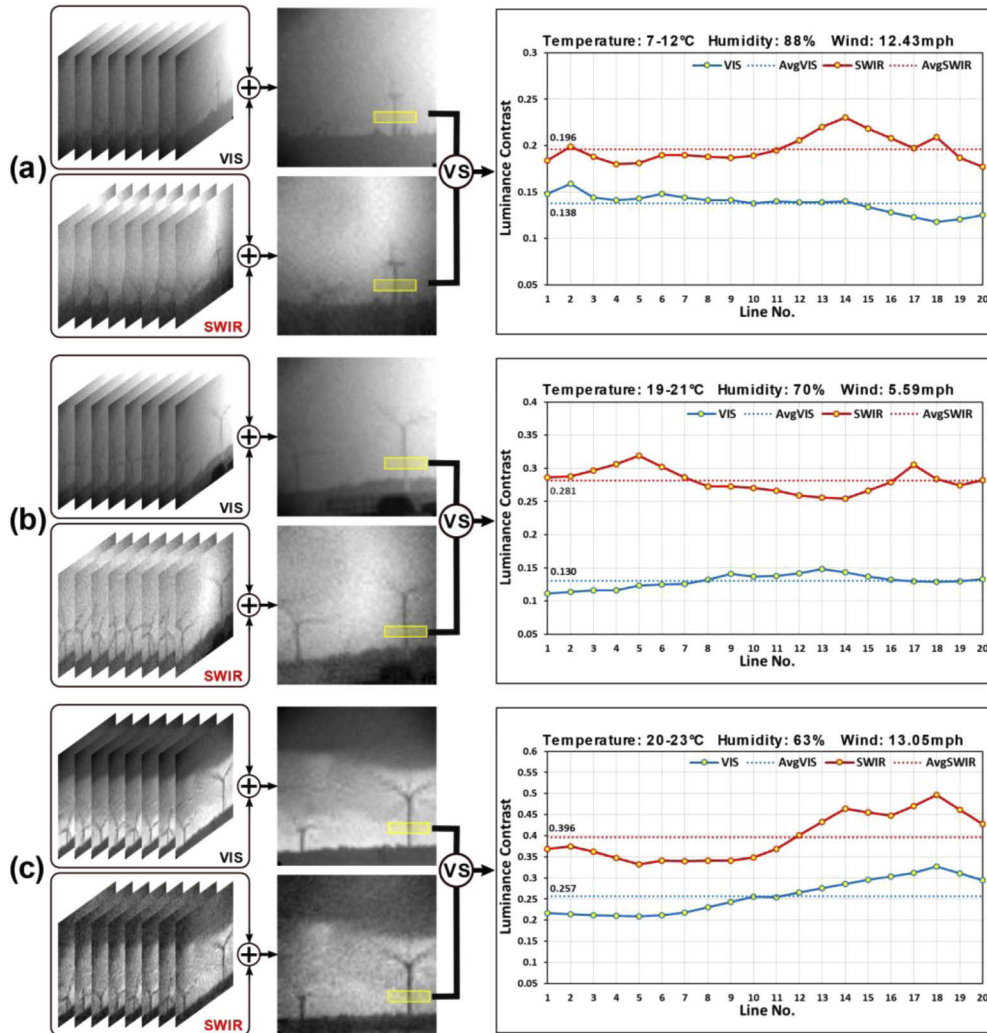 (a)
VIS
SWIR
VS
Temperature: 7-12°C Humidity: 88% Wind: 12.43mph
VIS AvgVIS SWIR AvgSWIR
Luminance Contrast
0.3
0.25
0.2
0.15
0.1
0.05
0.196
0.138
1 2 3 4 5 6 7 8 9 10 11 12 13 14 15 16 17 18 19 20
Line No.
(b)
VIS
SWIR
VS
Temperature: 19-21°C Humidity: 70% Wind: 5.59mph
VIS AvgVIS SWIR AvgSWIR
Luminance Contrast
0.4
0.35
0.3
0.25
0.2
0.15
0.1
0.05
0.281
0.130
1 2 3 4 5 6 7 8 9 10 11 12 13 14 15 16 17 18 19 20
Line No.
(c)
VIS
SWIR
VS
Temperature: 20-23°C Humidity: 63% Wind: 13.05mph
VIS AvgVIS SWIR AvgSWIR
Luminance Contrast
0.6
0.55
0.5
0.45
0.4
0.35
0.3
0.25
0.2
0.15
0.1
0.05
0.396
0.257
1 2 3 4 5 6 7 8 9 10 11 12 13 14 15 16 17 18 19 20
Line No.